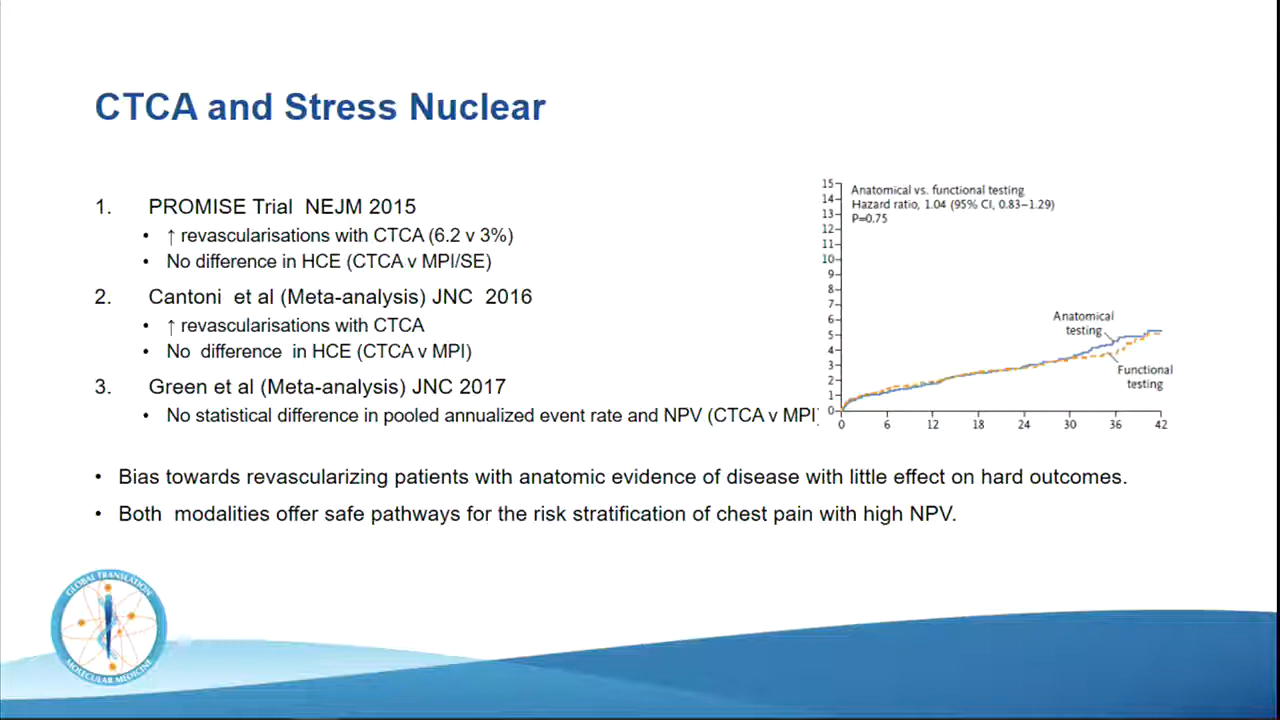 CTCA and Stress Nuclear
1. PROMISE Trial NEJM 2015
• ↑ revascularisations with CTCA (6.2 v 3%)
• No difference in HCE (CTCA v MPI/SE)
2. Cantoni et al (Meta-analysis) JNC 2016
• ↑ revascularisations with CTCA
• No difference in HCE (CTCA v MPI)
3. Green et al (Meta-analysis) JNC 2017
• No statistical difference in pooled annualized event rate and NPV (CTCA v MPI)
Anatomical vs. functional testing
Hazard ratio, 1.04 (95% CI, 0.83–1.29)
P=0.75
15
14
13
12
11
10
9
8
7
6
5
4
3
2
1
0
Anatomical
testing
Functional
testing
0 6 12 18 24 30 36 42
• Bias towards revascularizing patients with anatomic evidence of disease with little effect on hard outcomes.
• Both modalities offer safe pathways for the risk stratification of chest pain with high NPV.
GLOBAL TRANSLATION
MOLECULAR MEDICINE